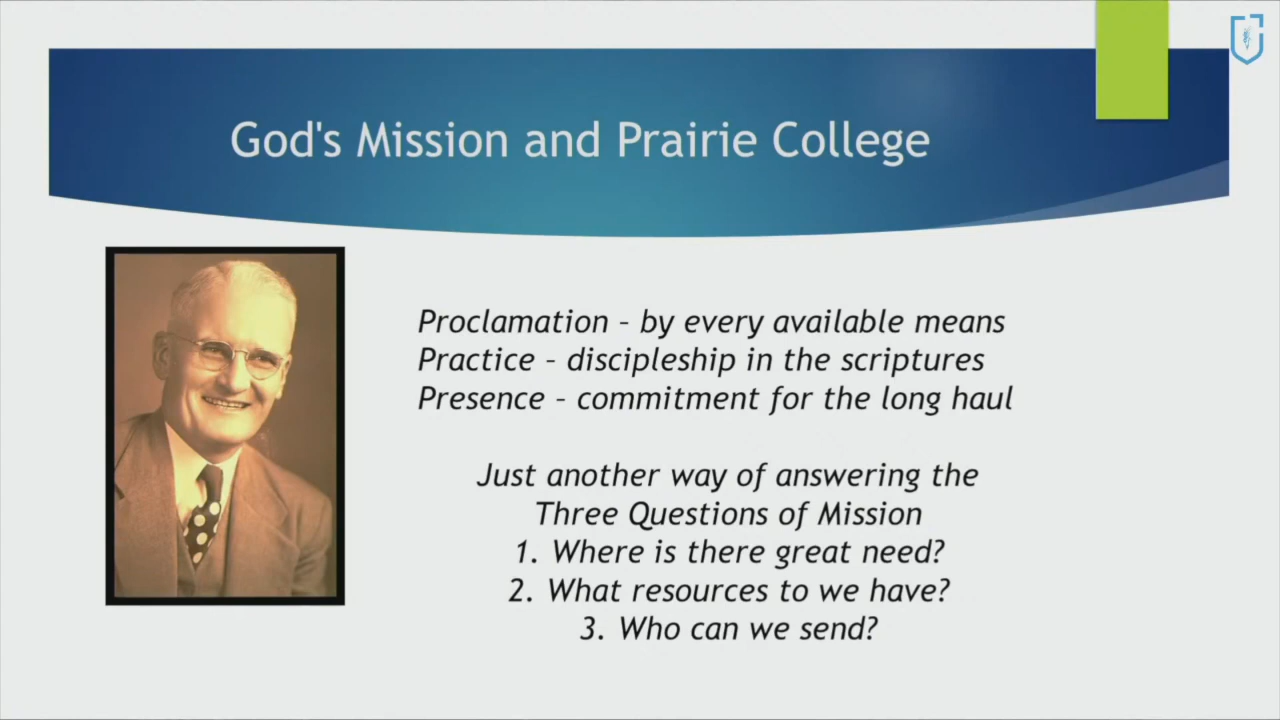 God's Mission and Prairie College
Proclamation – by every available means
Practice – discipleship in the scriptures
Presence – commitment for the long haul
Just another way of answering the
Three Questions of Mission
1. Where is there great need?
2. What resources to we have?
3. Who can we send?